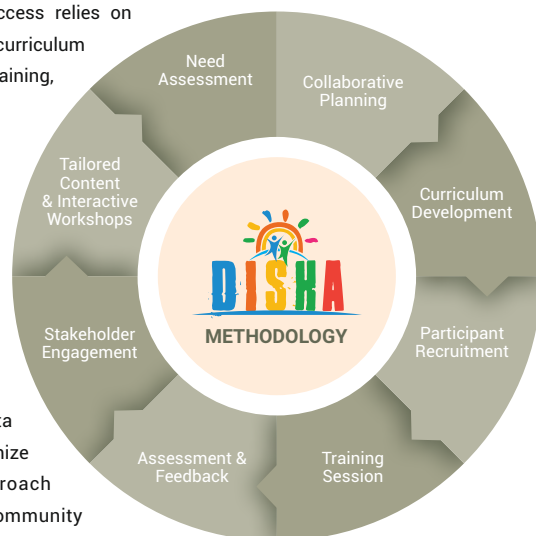 ccess relies on
curriculum
aining,
Need
Assessment
Collaborative
Planning
Curriculum
Development
Participant
Recruitment
Training
Session
Assessment &
Feedback
Stakeholder
Engagement
Tailored
Content
& Interactive
Workshops
DISHA
METHODOLOGY
ta
nize
roach
ommunity